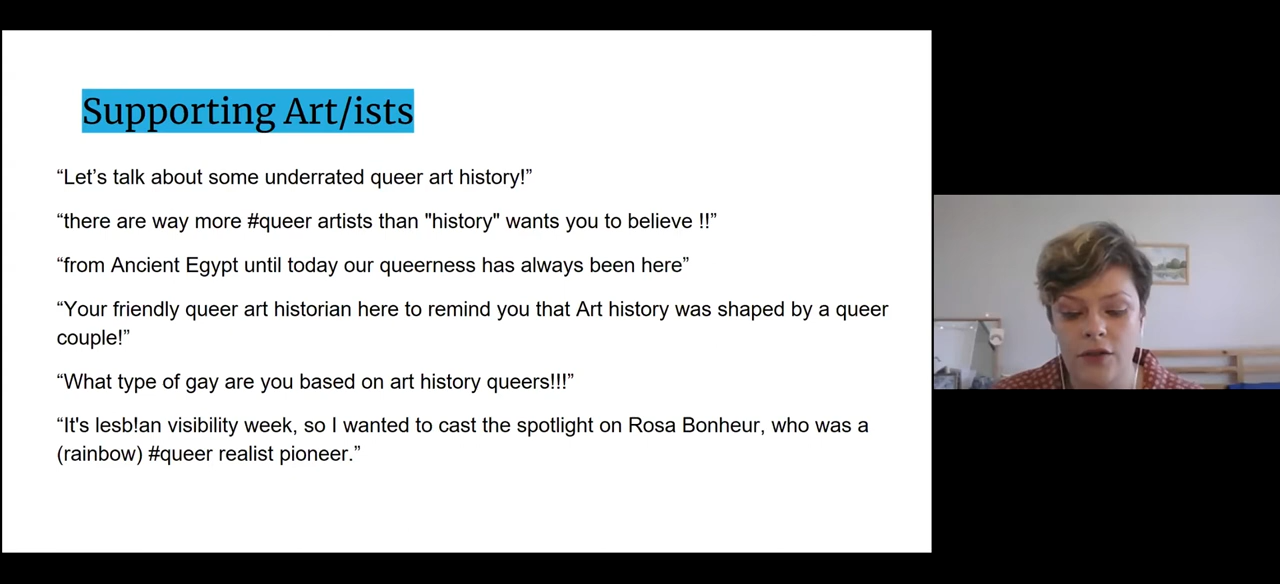 Supporting Art/ists
“Let’s talk about some underrated queer art history!”
“there are way more #queer artists than "history" wants you to believe !!”
“from Ancient Egypt until today our queerness has always been here”
“Your friendly queer art historian here to remind you that Art history was shaped by a queer
couple!”
“What type of gay are you based on art history queers!!!”
“It's lesb!an visibility week, so I wanted to cast the spotlight on Rosa Bonheur, who was a
(rainbow) #queer realist pioneer.”